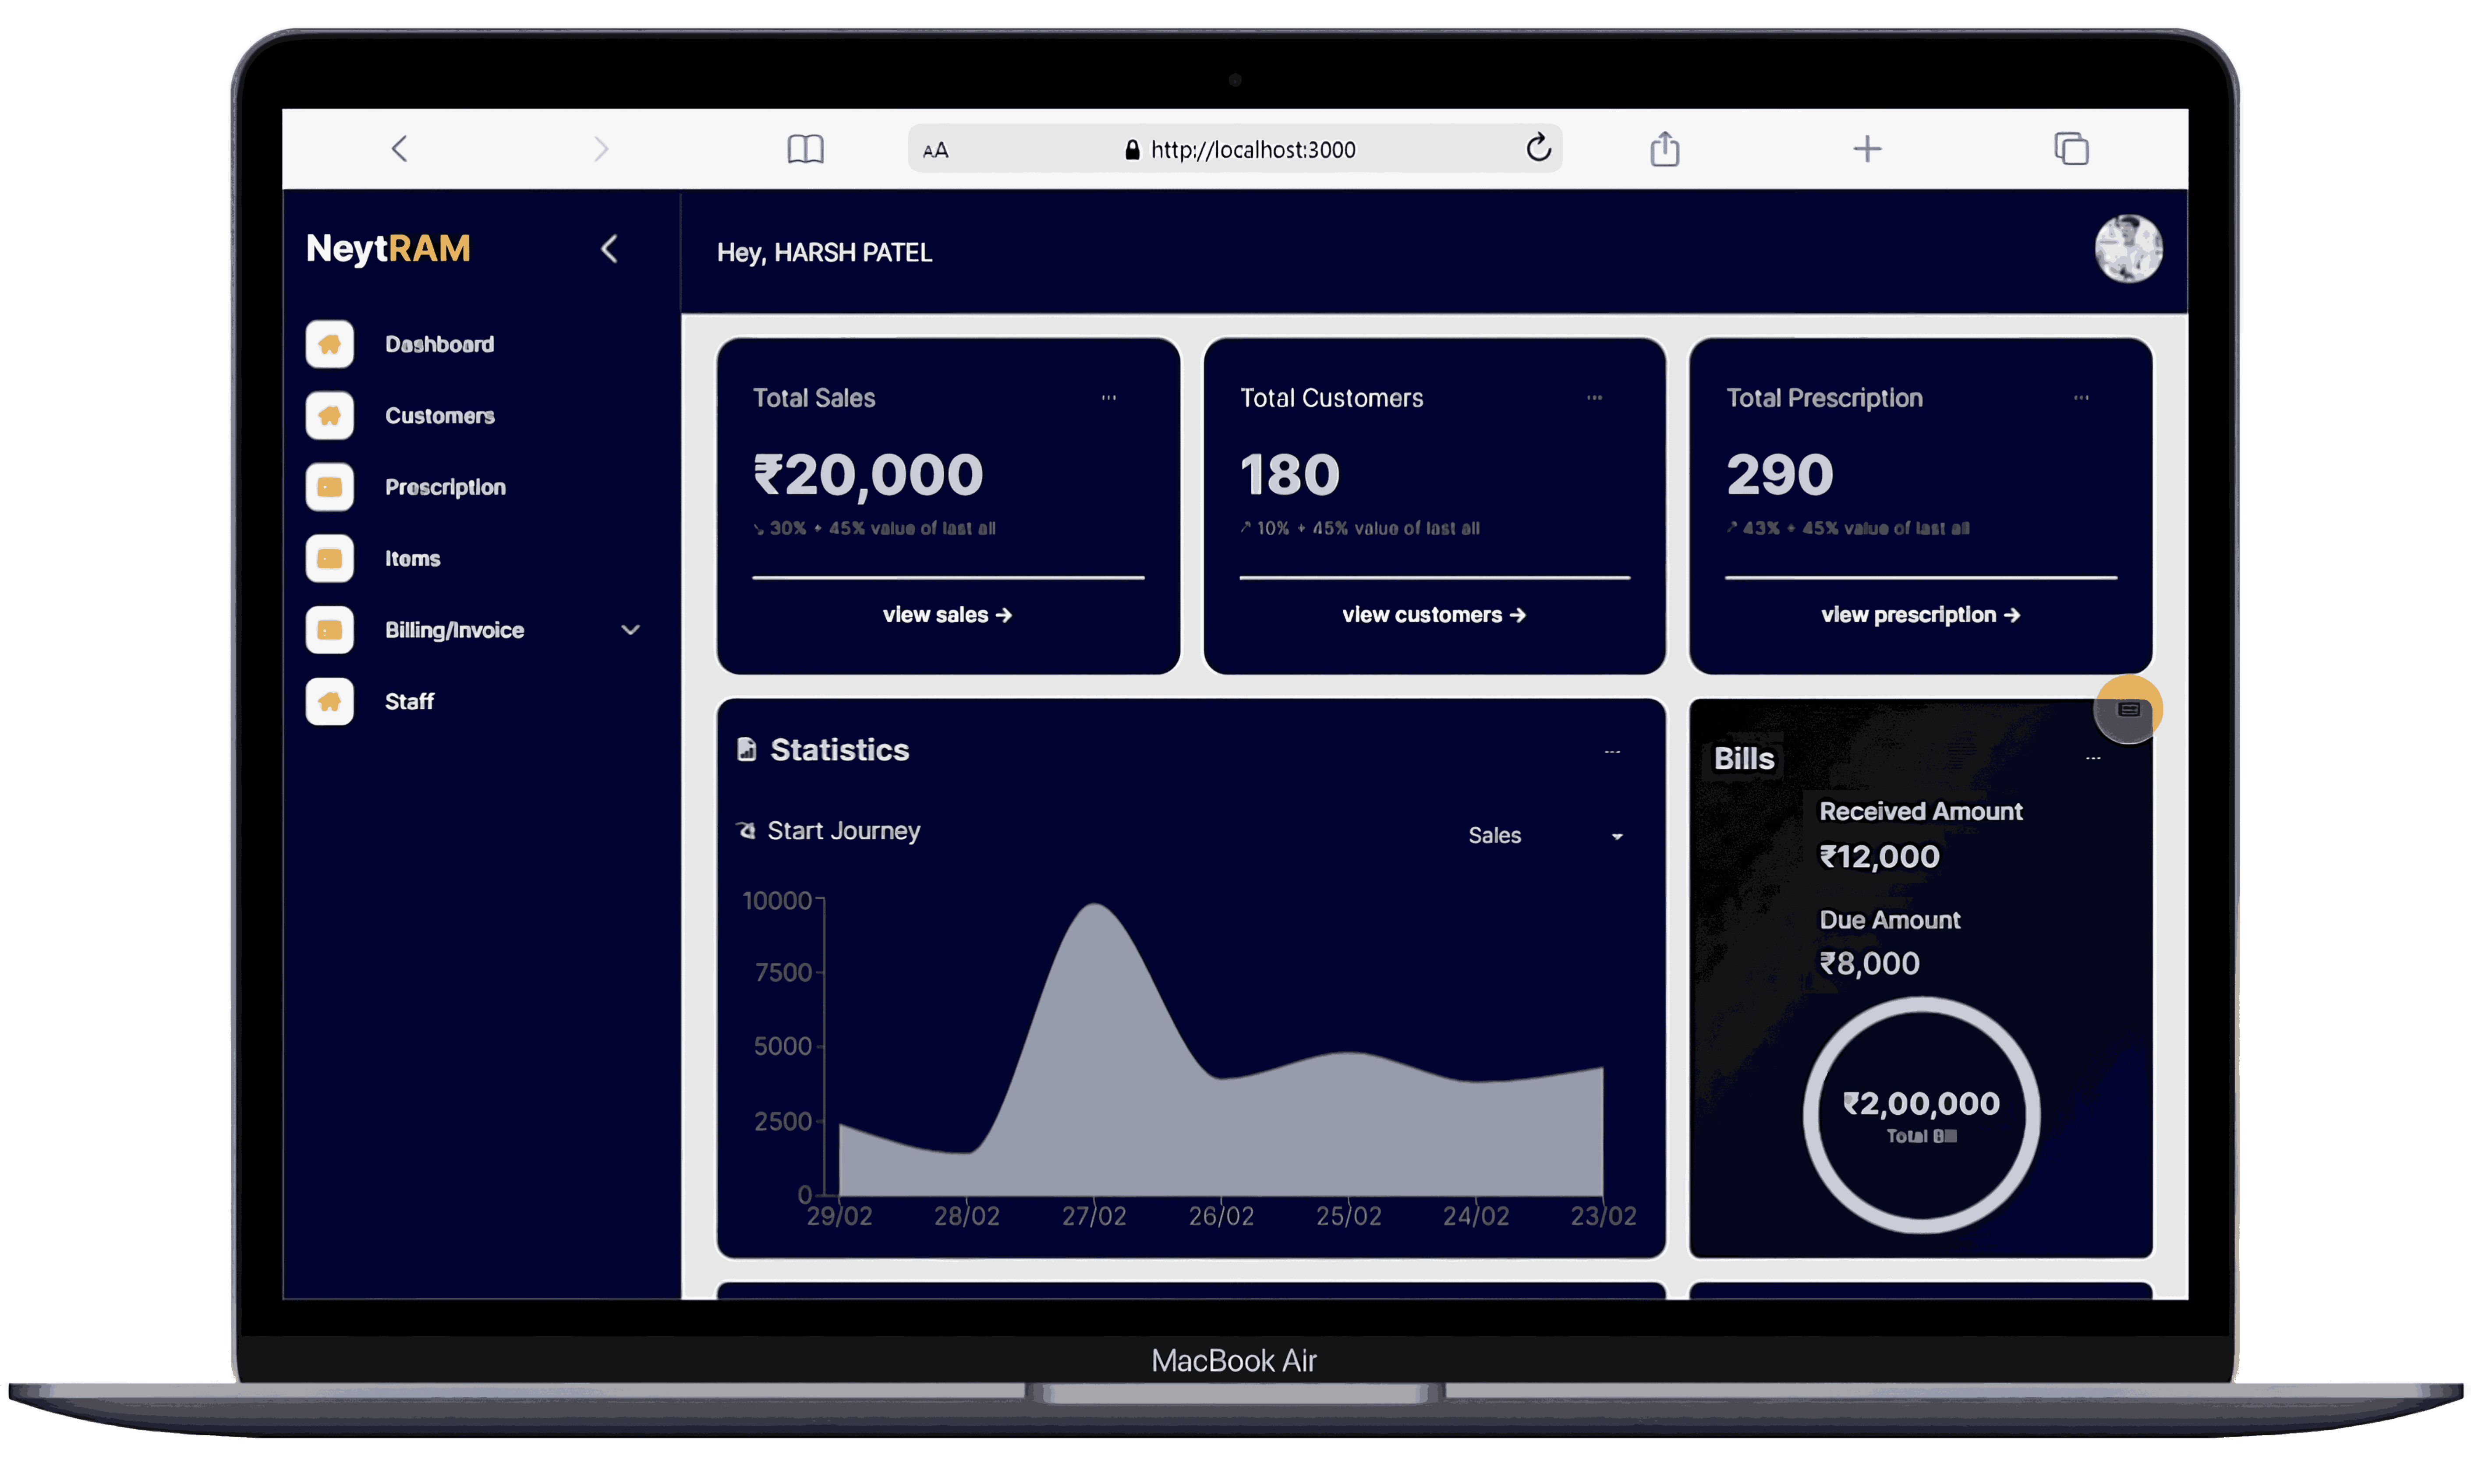 AA http://localhost:3000
NeytRAM
Hey, HARSH PATEL
Dashboard
Customers
Prescription
Items
Billing/Invoice
Staff
Total Sales ...
₹20,000
↘ 30% + 45% value of last all
view sales →
Total Customers ...
180
↗ 10% + 45% value of last all
view customers →
Total Prescription ...
290
↗ 43% + 45% value of last all
view prescription →
Statistics ...
Start Journey
Sales
10000
7500
5000
2500
0
29/02 28/02 27/02 26/02 25/02 24/02 23/02
Bills ...
Received Amount
₹12,000
Due Amount
₹8,000
₹2,00,000
Total Bill
MacBook Air